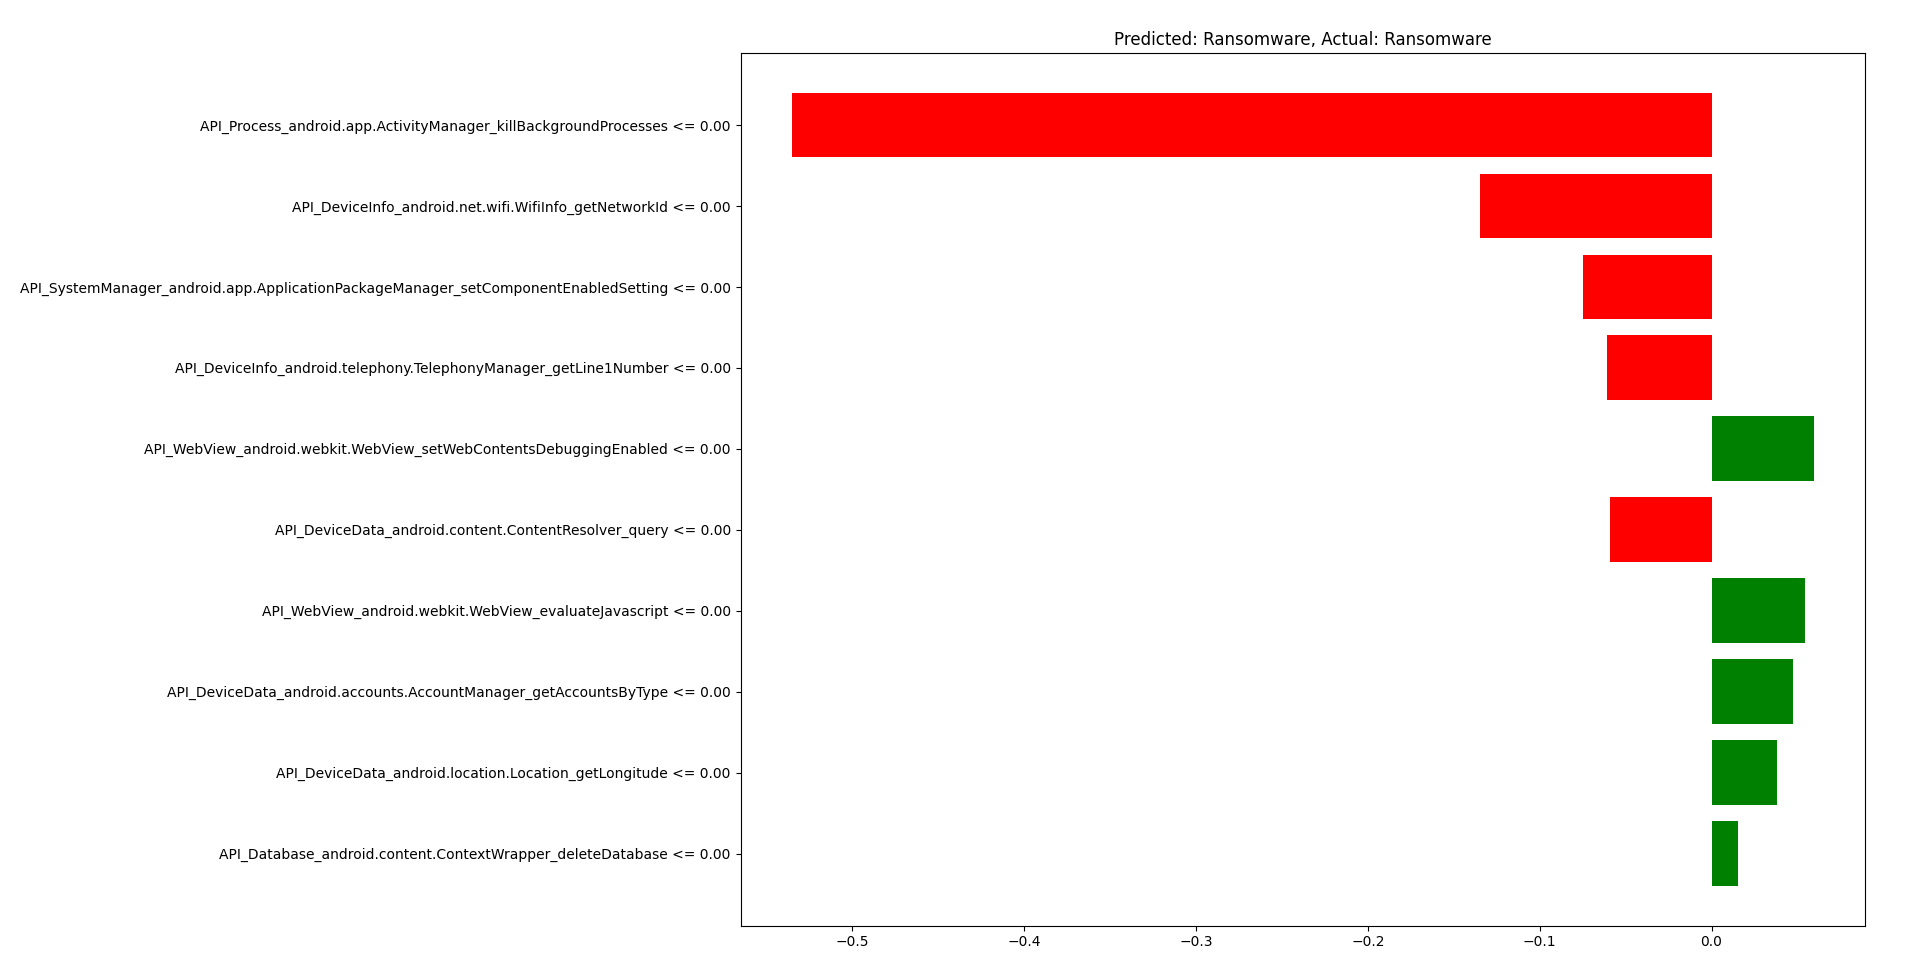 Predicted: Ransomware, Actual: Ransomware
API_Process_android.app.ActivityManager_killBackgroundProcesses <= 0.00
API_DeviceInfo_android.net.wifi.WifiInfo_getNetworkId <= 0.00
API_SystemManager_android.app.ApplicationPackageManager_setComponentEnabledSetting <= 0.00
API_DeviceInfo_android.telephony.TelephonyManager_getLine1Number <= 0.00
API_WebView_android.webkit.WebView_setWebContentsDebuggingEnabled <= 0.00
API_DeviceData_android.content.ContentResolver_query <= 0.00
API_WebView_android.webkit.WebView_evaluateJavascript <= 0.00
API_DeviceData_android.accounts.AccountManager_getAccountsByType <= 0.00
API_DeviceData_android.location.Location_getLongitude <= 0.00
API_Database_android.content.ContextWrapper_deleteDatabase <= 0.00
−0.5 −0.4 −0.3 −0.2 −0.1 0.0